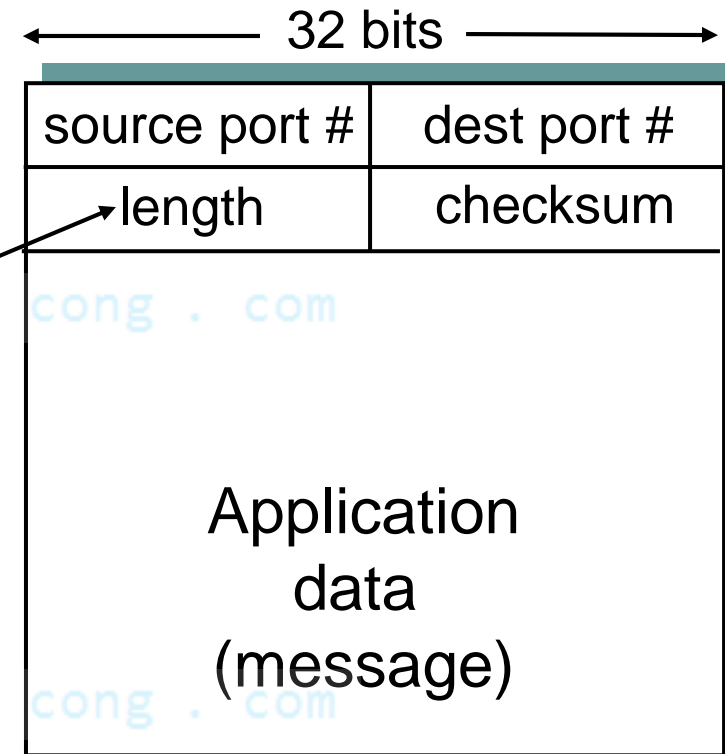 32 bits
source port # dest port #
length checksum
cong . com
Application
data
(message)
cong . com